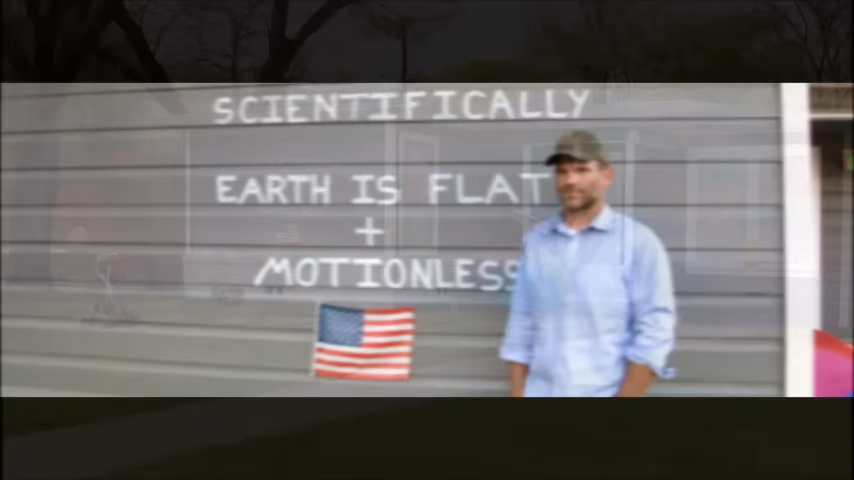 SCIENTIFICALLY
EARTH IS FLAT
+
MOTIONLESS